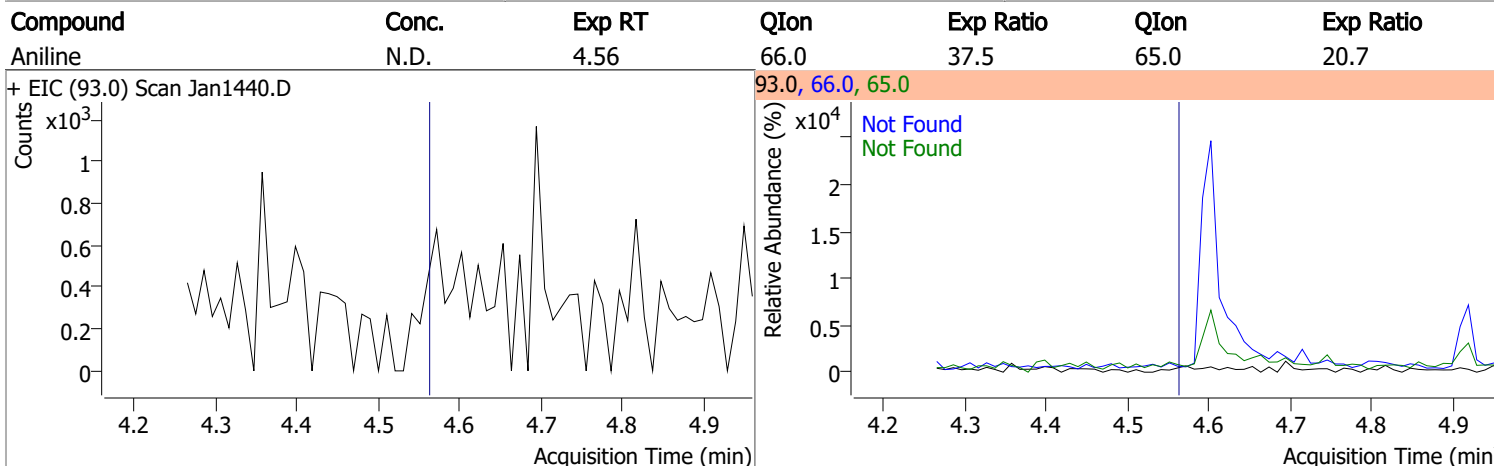 Compound Conc. Exp RT QIon Exp Ratio QIon Exp Ratio
Aniline N.D. 4.56 66.0 37.5 65.0 20.7
+ EIC (93.0) Scan Jan1440.D
Counts
x10³
1
0.8
0.6
0.4
0.2
0
4.2 4.3 4.4 4.5 4.6 4.7 4.8 4.9
Acquisition Time (min)
93.0, 66.0, 65.0
Relative Abundance (%)
x10⁴
Not Found
Not Found
2
1.5
1
0.5
0
4.2 4.3 4.4 4.5 4.6 4.7 4.8 4.9
Acquisition Time (min